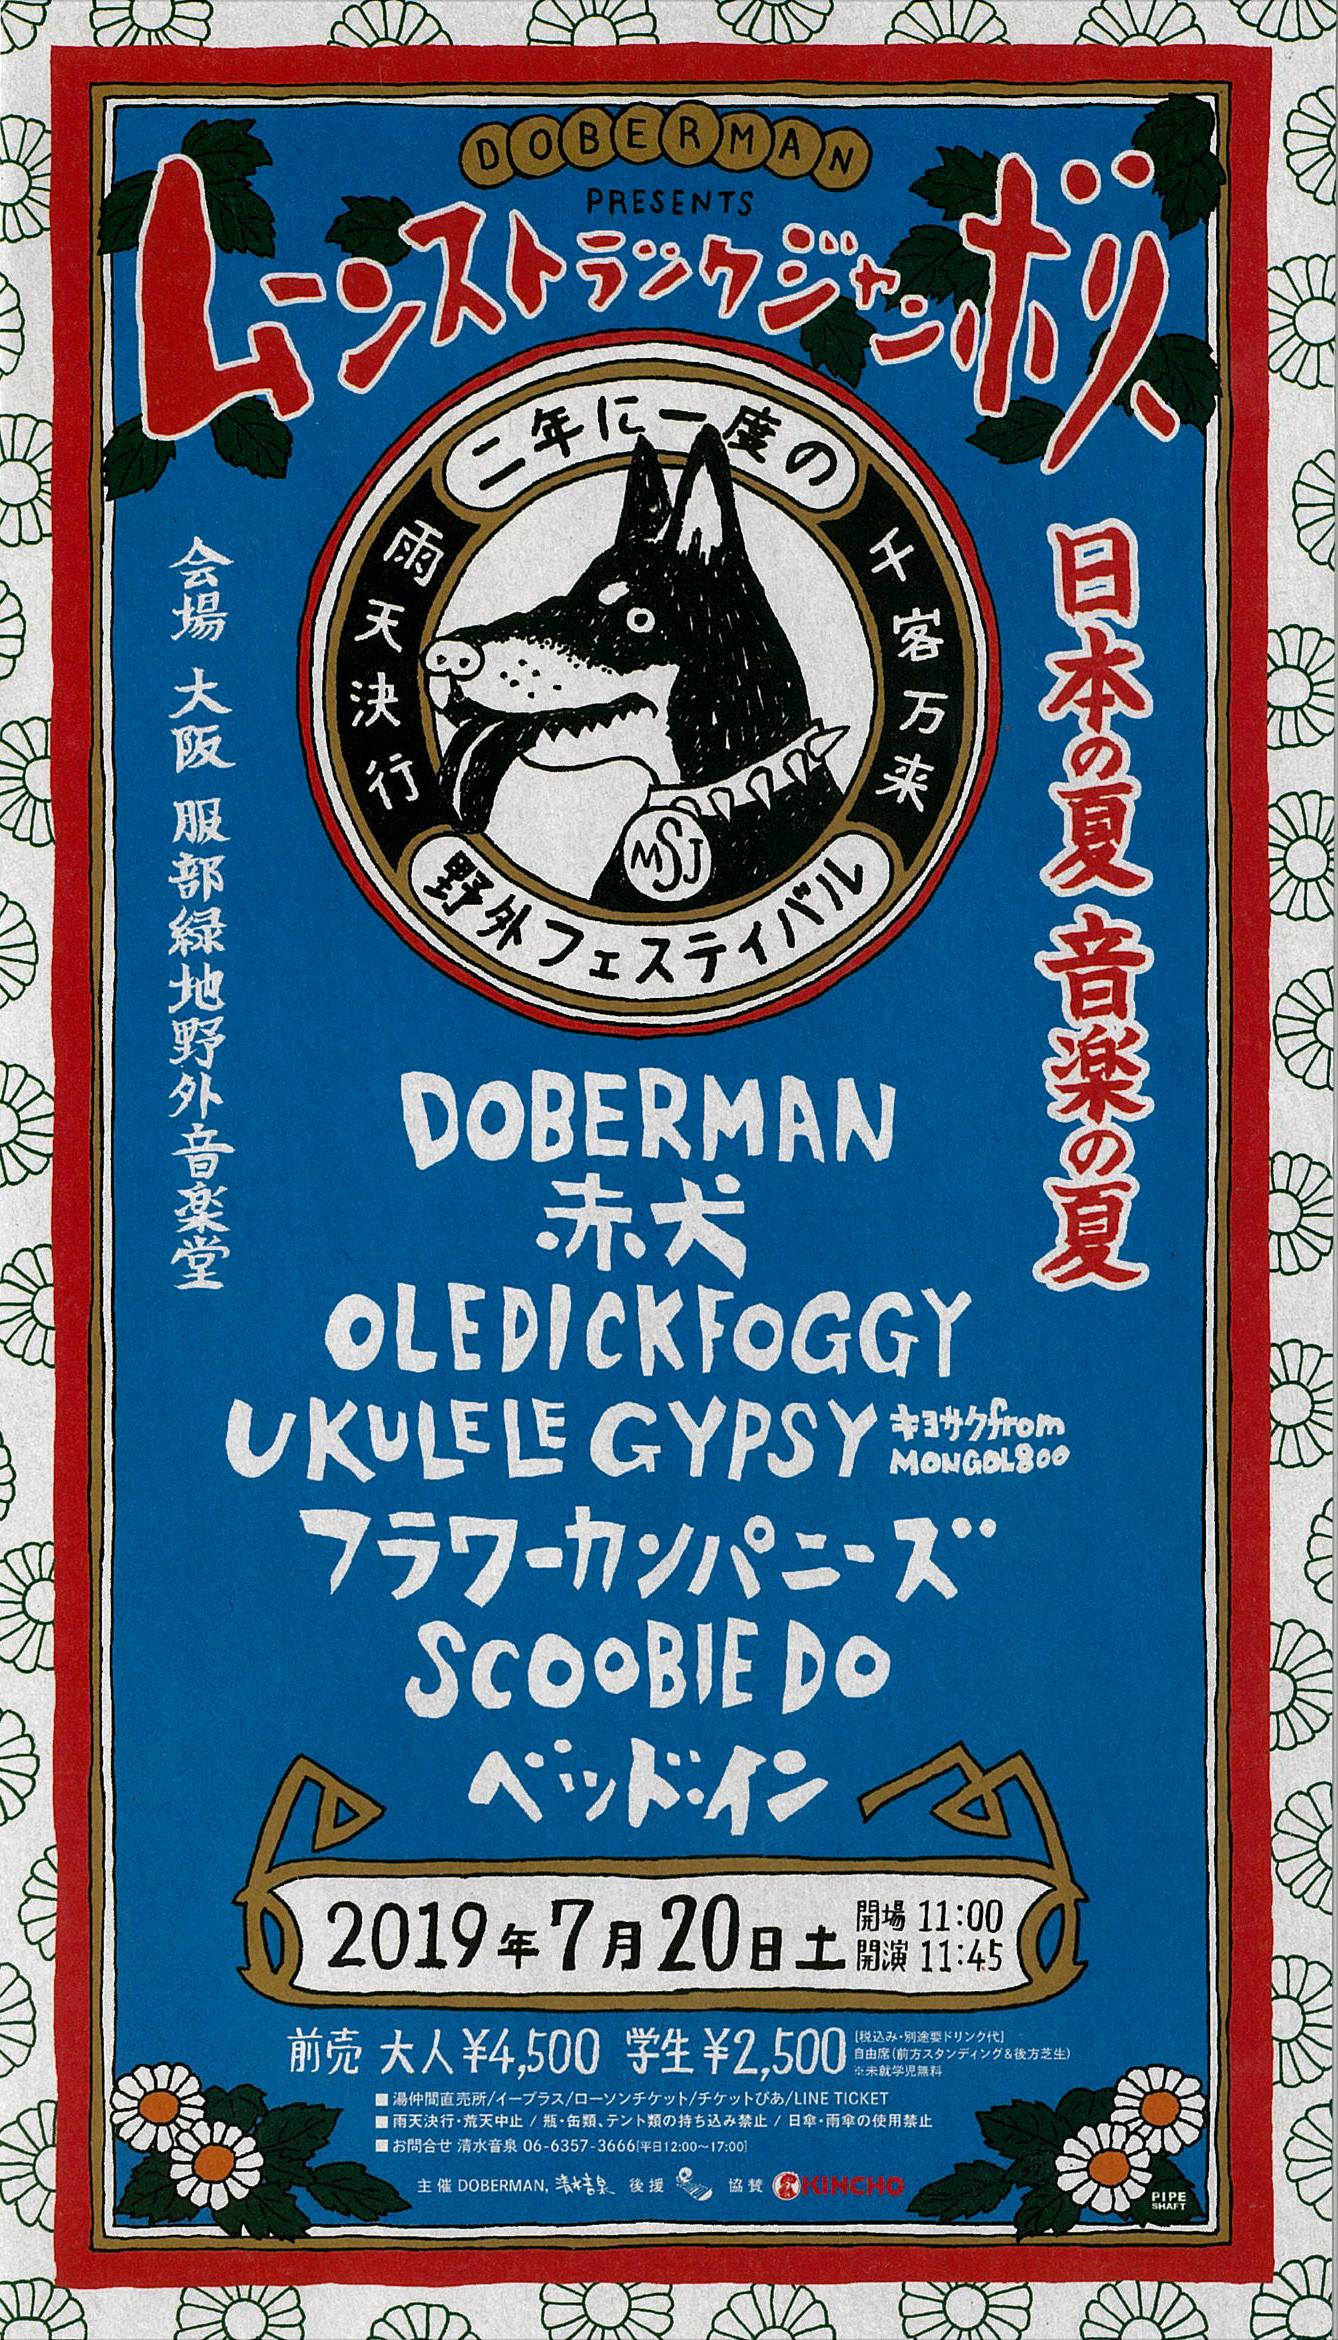 DOBERMAN
PRESENTS
ムーンストラックジャンボリー
二年に一度の
千客万来
雨天決行
MSJ
野外フェスティバル
日本の夏 音楽の夏
会場 大阪 服部緑地野外音楽堂
DOBERMAN
赤犬
OLEDICKFOGGY
UKULELE GYPSY キヨサクfrom
MONGOL800
フラワーカンパニーズ
SCOOBIE DO
ベッド・イン
2019年7月20日土
開場 11:00
開演 11:45
前売 大人¥4,500 学生¥2,500
[税込み・別途要ドリンク代]
自由席(前方スタンディング&後方芝生)
※未就学児無料
■湯仲間直売所/イープラス/ローソンチケット/チケットぴあ/LINE TICKET
■雨天決行・荒天中止 / 瓶・缶類、テント類の持ち込み禁止 / 日傘・雨傘の使用禁止
■お問合せ 清水音泉 06-6357-3666[平日12:00〜17:00]
主催 DOBERMAN, 清水音泉 後援 協賛 KINCHO
PIPE
SHAFT